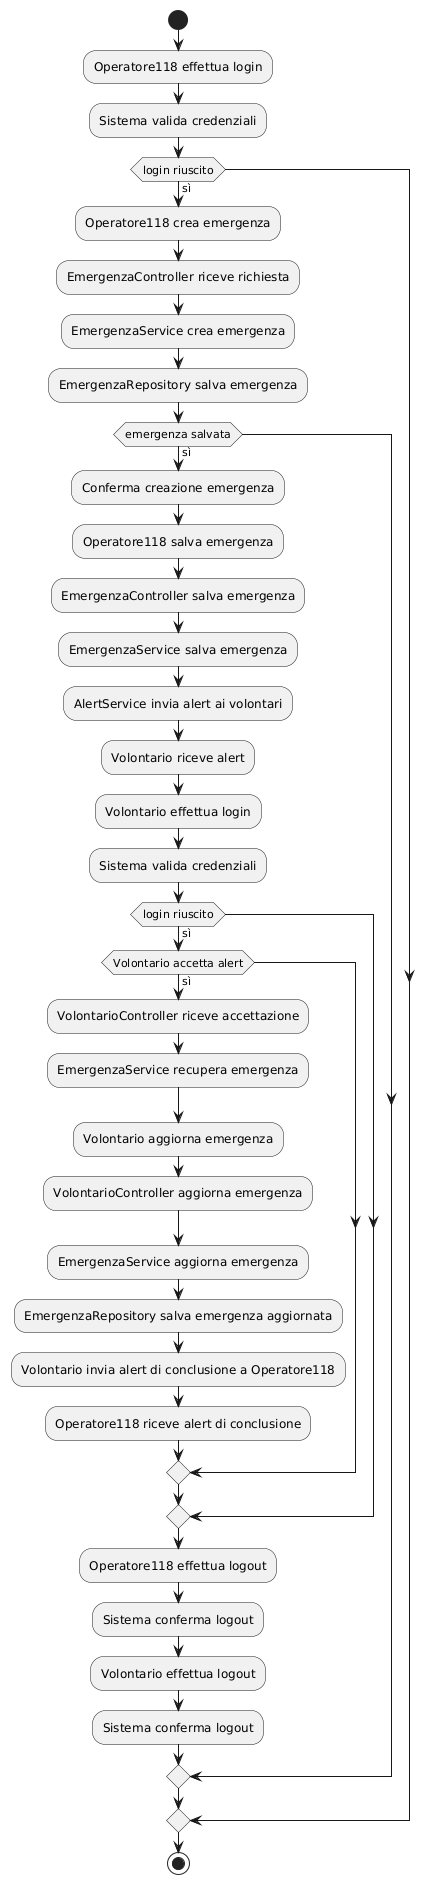 Operatore118 effettua login
Sistema valida credenziali
login riuscito
sì
Operatore118 crea emergenza
EmergenzaController riceve richiesta
EmergenzaService crea emergenza
EmergenzaRepository salva emergenza
emergenza salvata
sì
Conferma creazione emergenza
Operatore118 salva emergenza
EmergenzaController salva emergenza
EmergenzaService salva emergenza
AlertService invia alert ai volontari
Volontario riceve alert
Volontario effettua login
Sistema valida credenziali
login riuscito
sì
Volontario accetta alert
sì
VolontarioController riceve accettazione
EmergenzaService recupera emergenza
Volontario aggiorna emergenza
VolontarioController aggiorna emergenza
EmergenzaService aggiorna emergenza
EmergenzaRepository salva emergenza aggiornata
Volontario invia alert di conclusione a Operatore118
Operatore118 riceve alert di conclusione
Operatore118 effettua logout
Sistema conferma logout
Volontario effettua logout
Sistema conferma logout